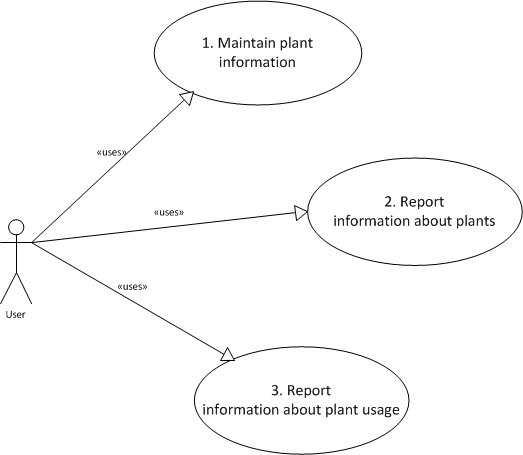 1. Maintain plant
information
«uses»
«uses»
2. Report
information about plants
«uses»
User
3. Report
information about plant usage